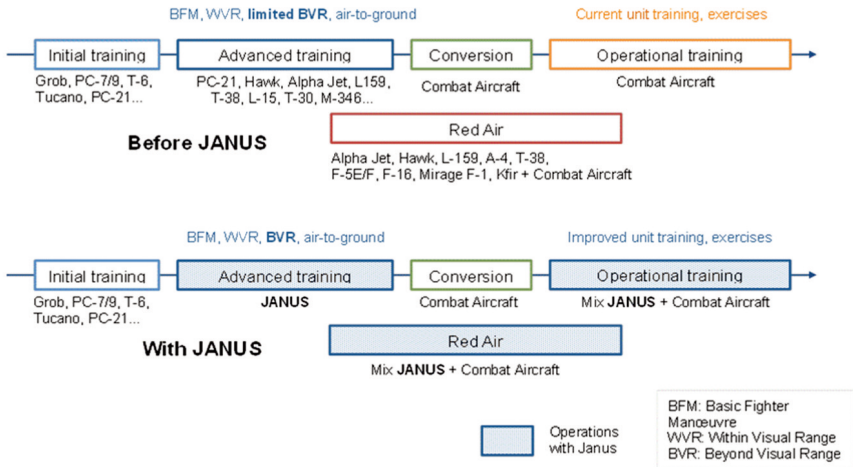 BFM, WVR, limited BVR, air-to-ground
Current unit training, exercises
Initial training
Advanced training
Conversion
Operational training
Grob, PC-7/9, T-6,
Tucano, PC-21...
PC-21, Hawk, Alpha Jet, L159,
T-38, L-15, T-30, M-346...
Combat Aircraft
Combat Aircraft
Before JANUS
Red Air
Alpha Jet, Hawk, L-159, A-4, T-38,
F-5E/F, F-16, Mirage F-1, Kfir + Combat Aircraft
BFM, WVR, BVR, air-to-ground
Improved unit training, exercises
Initial training
Advanced training
Conversion
Operational training
Grob, PC-7/9, T-6,
Tucano, PC-21...
JANUS
Combat Aircraft
Mix JANUS + Combat Aircraft
With JANUS
Red Air
Mix JANUS + Combat Aircraft
Operations
with Janus
BFM: Basic Fighter
Manœuvre
WVR: Within Visual Range
BVR: Beyond Visual Range